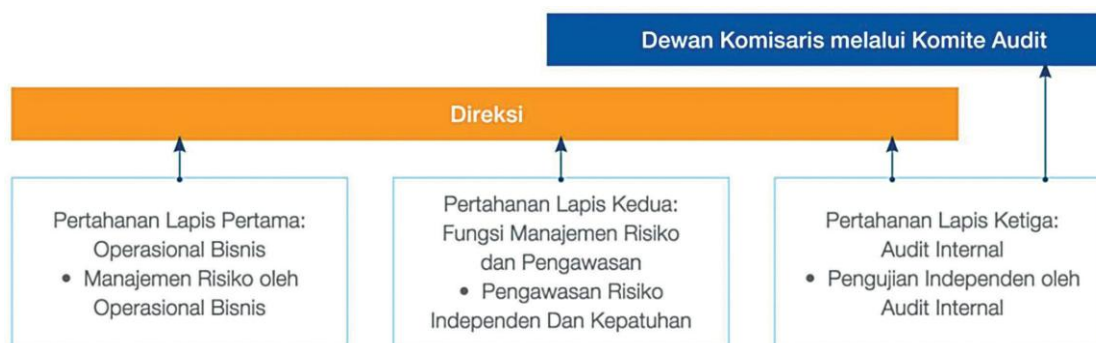 Dewan Komisaris melalui Komite Audit
Direksi
Pertahanan Lapis Pertama:
Operasional Bisnis
• Manajemen Risiko oleh
Operasional Bisnis
Pertahanan Lapis Kedua:
Fungsi Manajemen Risiko
dan Pengawasan
• Pengawasan Risiko
Independen Dan Kepatuhan
Pertahanan Lapis Ketiga:
Audit Internal
• Pengujian Independen oleh
Audit Internal